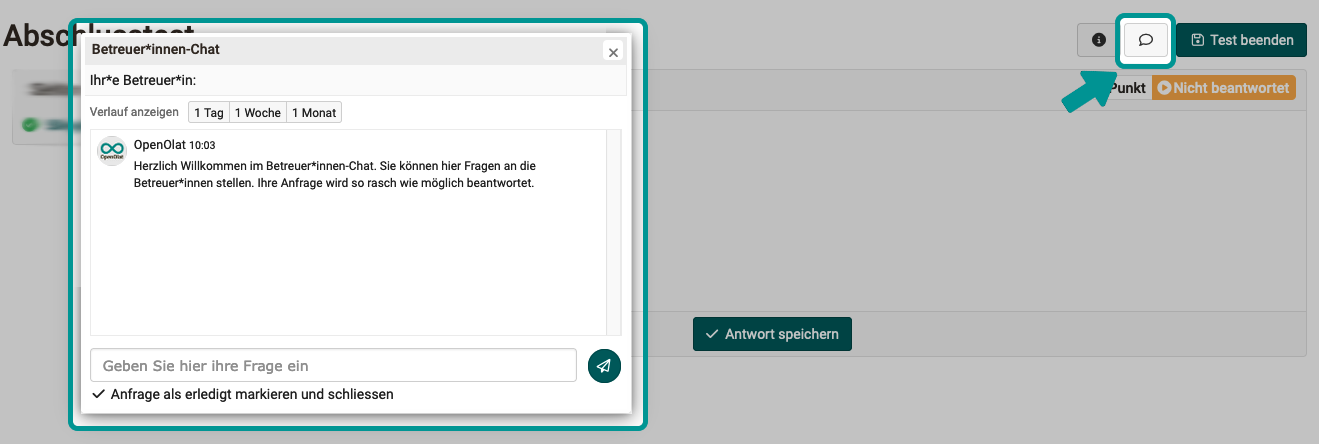 Abschlusstest
Test beenden
Betreuer*innen-Chat
Ihr*e Betreuer*in:
Verlauf anzeigen 1 Tag 1 Woche 1 Monat
OpenOlat
OpenOlat 10:03
Herzlich Willkommen im Betreuer*innen-Chat. Sie können hier Fragen an die
Betreuer*innen stellen. Ihre Anfrage wird so rasch wie möglich beantwortet.
Geben Sie hier ihre Frage ein
Anfrage als erledigt markieren und schliessen
Punkt Nicht beantwortet
Antwort speichern